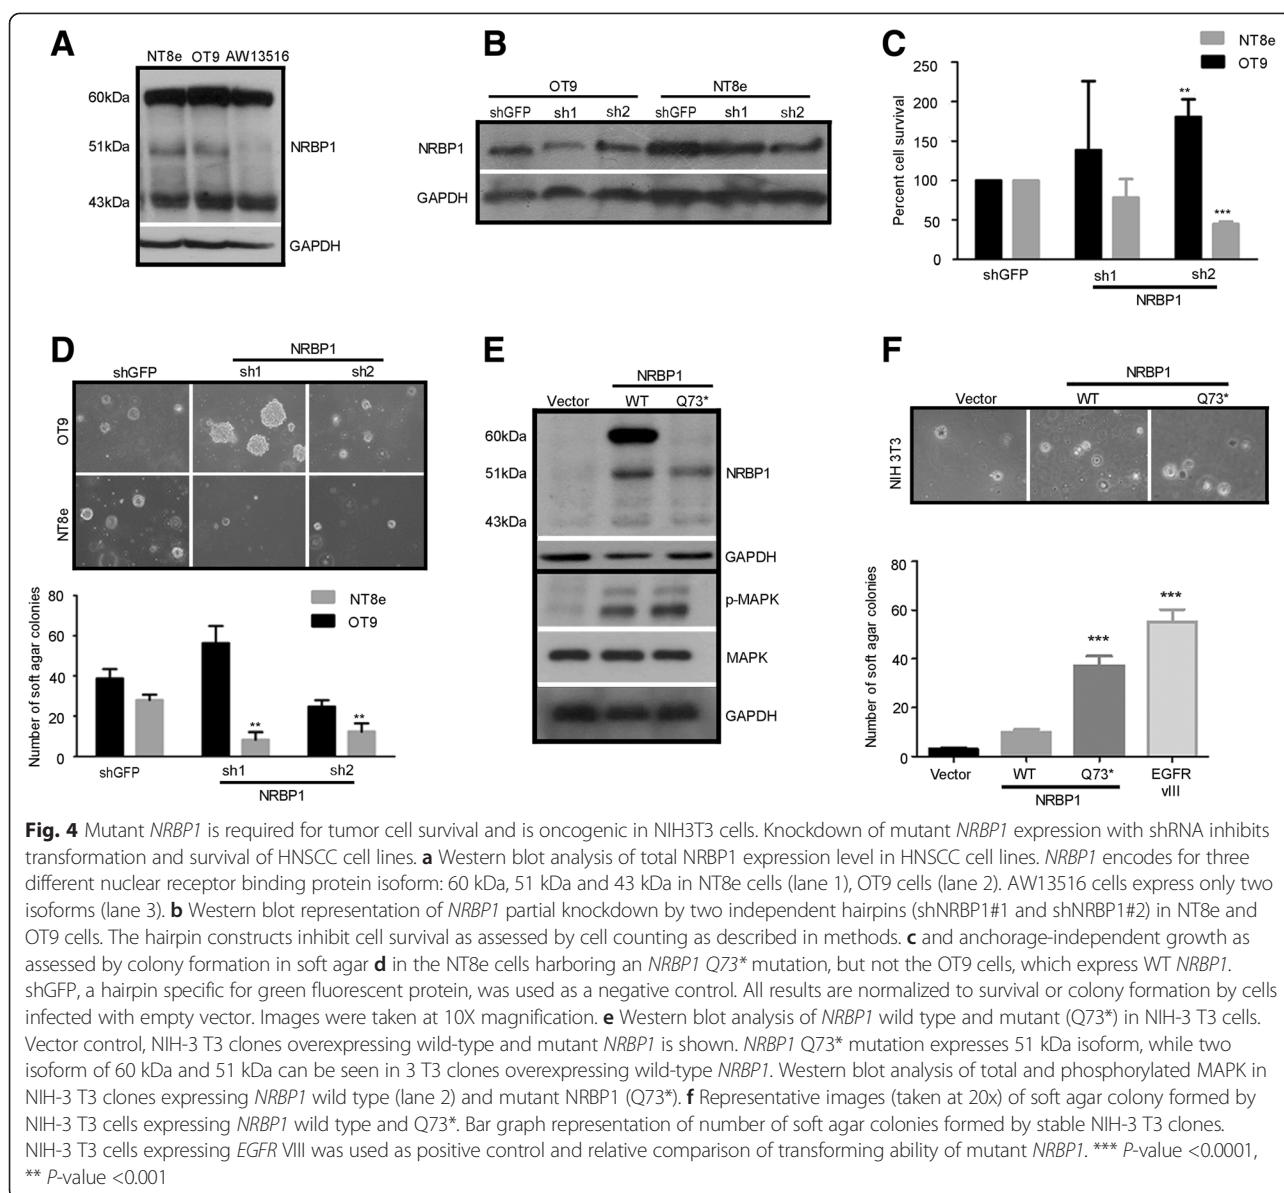 A
NT8e OT9 AW13516
60kDa
51kDa
NRBP1
43kDa
GAPDH
B
OT9
NT8e
shGFP sh1 sh2 shGFP sh1 sh2
NRBP1
GAPDH
C
NT8e
OT9
Percent cell survival
250
200
150
100
50
0
**
***
shGFP
sh1
sh2
NRBP1
D
NRBP1
shGFP
sh1
sh2
OT9
NT8e
Number of soft agar colonies
80
60
40
20
0
NT8e
OT9
**
**
shGFP
sh1
sh2
NRBP1
E
NRBP1
Vector
WT
Q73*
60kDa
51kDa
NRBP1
43kDa
GAPDH
p-MAPK
MAPK
GAPDH
F
NRBP1
Vector
WT
Q73*
NIH 3T3
Number of soft agar colonies
80
60
40
20
0
***
***
Vector
WT
Q73*
EGFR
vIII
NRBP1
Fig. 4 Mutant NRBP1 is required for tumor cell survival and is oncogenic in NIH3T3 cells. Knockdown of mutant NRBP1 expression with shRNA inhibits
transformation and survival of HNSCC cell lines. a Western blot analysis of total NRBP1 expression level in HNSCC cell lines. NRBP1 encodes for three
different nuclear receptor binding protein isoform: 60 kDa, 51 kDa and 43 kDa in NT8e cells (lane 1), OT9 cells (lane 2). AW13516 cells express only two
isoforms (lane 3). b Western blot representation of NRBP1 partial knockdown by two independent hairpins (shNRBP1#1 and shNRBP1#2) in NT8e and
OT9 cells. The hairpin constructs inhibit cell survival as assessed by cell counting as described in methods. c and anchorage-independent growth as
assessed by colony formation in soft agar d in the NT8e cells harboring an NRBP1 Q73* mutation, but not the OT9 cells, which express WT NRBP1.
shGFP, a hairpin specific for green fluorescent protein, was used as a negative control. All results are normalized to survival or colony formation by cells
infected with empty vector. Images were taken at 10X magnification. e Western blot analysis of NRBP1 wild type and mutant (Q73*) in NIH-3 T3 cells.
Vector control, NIH-3 T3 clones overexpressing wild-type and mutant NRBP1 is shown. NRBP1 Q73* mutation expresses 51 kDa isoform, while two
isoform of 60 kDa and 51 kDa can be seen in 3 T3 clones overexpressing wild-type NRBP1. Western blot analysis of total and phosphorylated MAPK in
NIH-3 T3 clones expressing NRBP1 wild type (lane 2) and mutant NRBP1 (Q73*). f Representative images (taken at 20x) of soft agar colony formed by
NIH-3 T3 cells expressing NRBP1 wild type and Q73*. Bar graph representation of number of soft agar colonies formed by stable NIH-3 T3 clones.
NIH-3 T3 cells expressing EGFR VIII was used as positive control and relative comparison of transforming ability of mutant NRBP1. *** P-value <0.0001,
** P-value <0.001